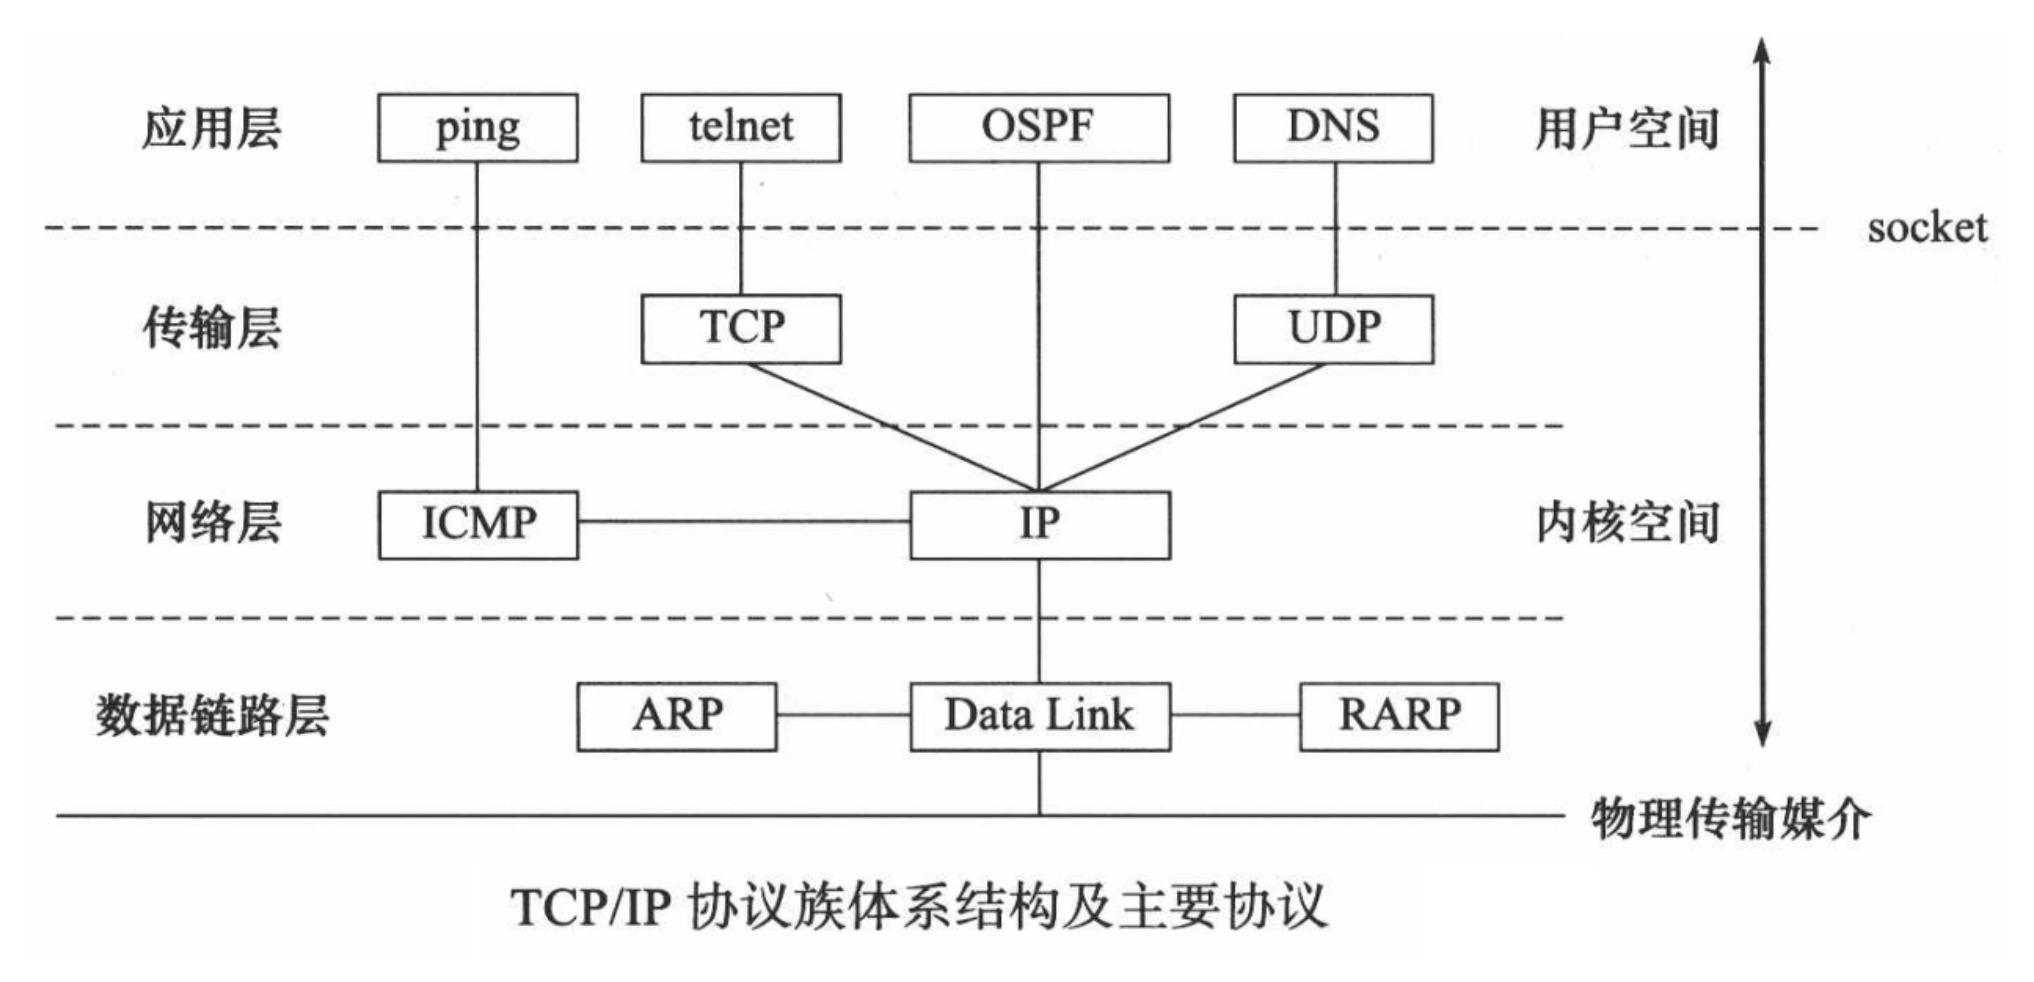 应用层 ping telnet OSPF DNS 用户空间
socket
传输层 TCP UDP
网络层 ICMP IP 内核空间
数据链路层 ARP Data Link RARP
物理传输媒介
TCP/IP 协议族体系结构及主要协议